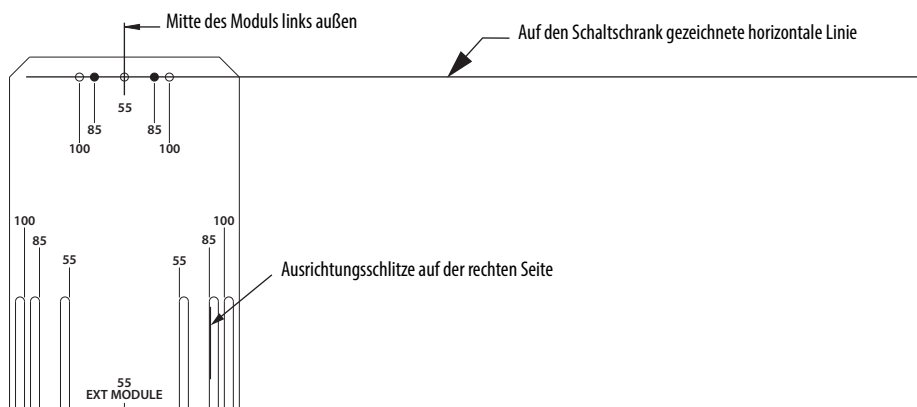 Mitte des Moduls links außen
Auf den Schaltschrank gezeichnete horizontale Linie
55
85 85
100 100
100 100
85 85
55 55
Ausrichtungsschlitze auf der rechten Seite
55
EXT MODULE